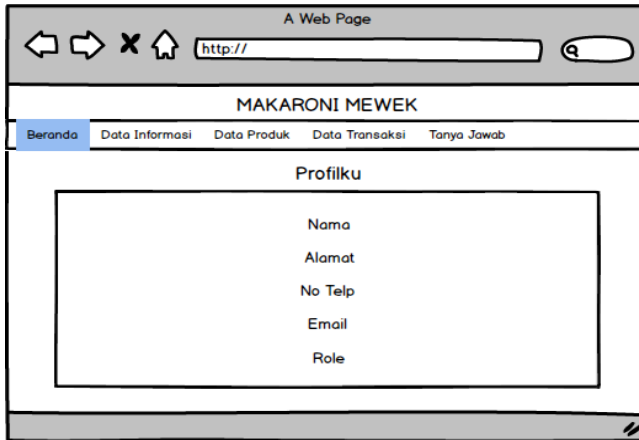 A Web Page
http://
MAKARONI MEWEK
Beranda Data Informasi Data Produk Data Transaksi Tanya Jawab
Profilku
Nama
Alamat
No Telp
Email
Role